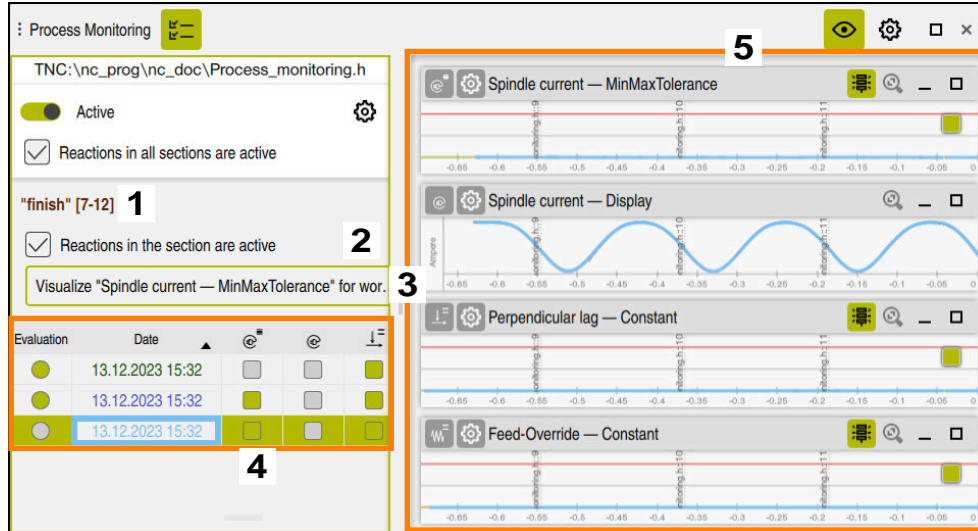 Process Monitoring
TNC:\nc_prog\nc_doc\Process_monitoring.h
Active
Reactions in all sections are active
"finish" [7-12] 1
Reactions in the section are active 2
Visualize "Spindle current — MinMaxTolerance" for wor.
3
Evaluation Date
13.12.2023 15:32
13.12.2023 15:32
13.12.2023 15:32
4
5
Spindle current — MinMaxTolerance
-0.65 -0.6 -0.55 -0.5 -0.45 -0.4 -0.35 -0.3 -0.25 -0.2 -0.15 -0.1 -0.05 0
Spindle current — Display
Ampere
-0.65 -0.6 -0.55 -0.5 -0.45 -0.4 -0.35 -0.3 -0.25 -0.2 -0.15 -0.1 -0.05 0
Perpendicular lag — Constant
-0.65 -0.6 -0.55 -0.5 -0.45 -0.4 -0.35 -0.3 -0.25 -0.2 -0.15 -0.1 -0.05 0
Feed-Override — Constant
-0.65 -0.6 -0.55 -0.5 -0.45 -0.4 -0.35 -0.3 -0.25 -0.2 -0.15 -0.1 -0.05 0